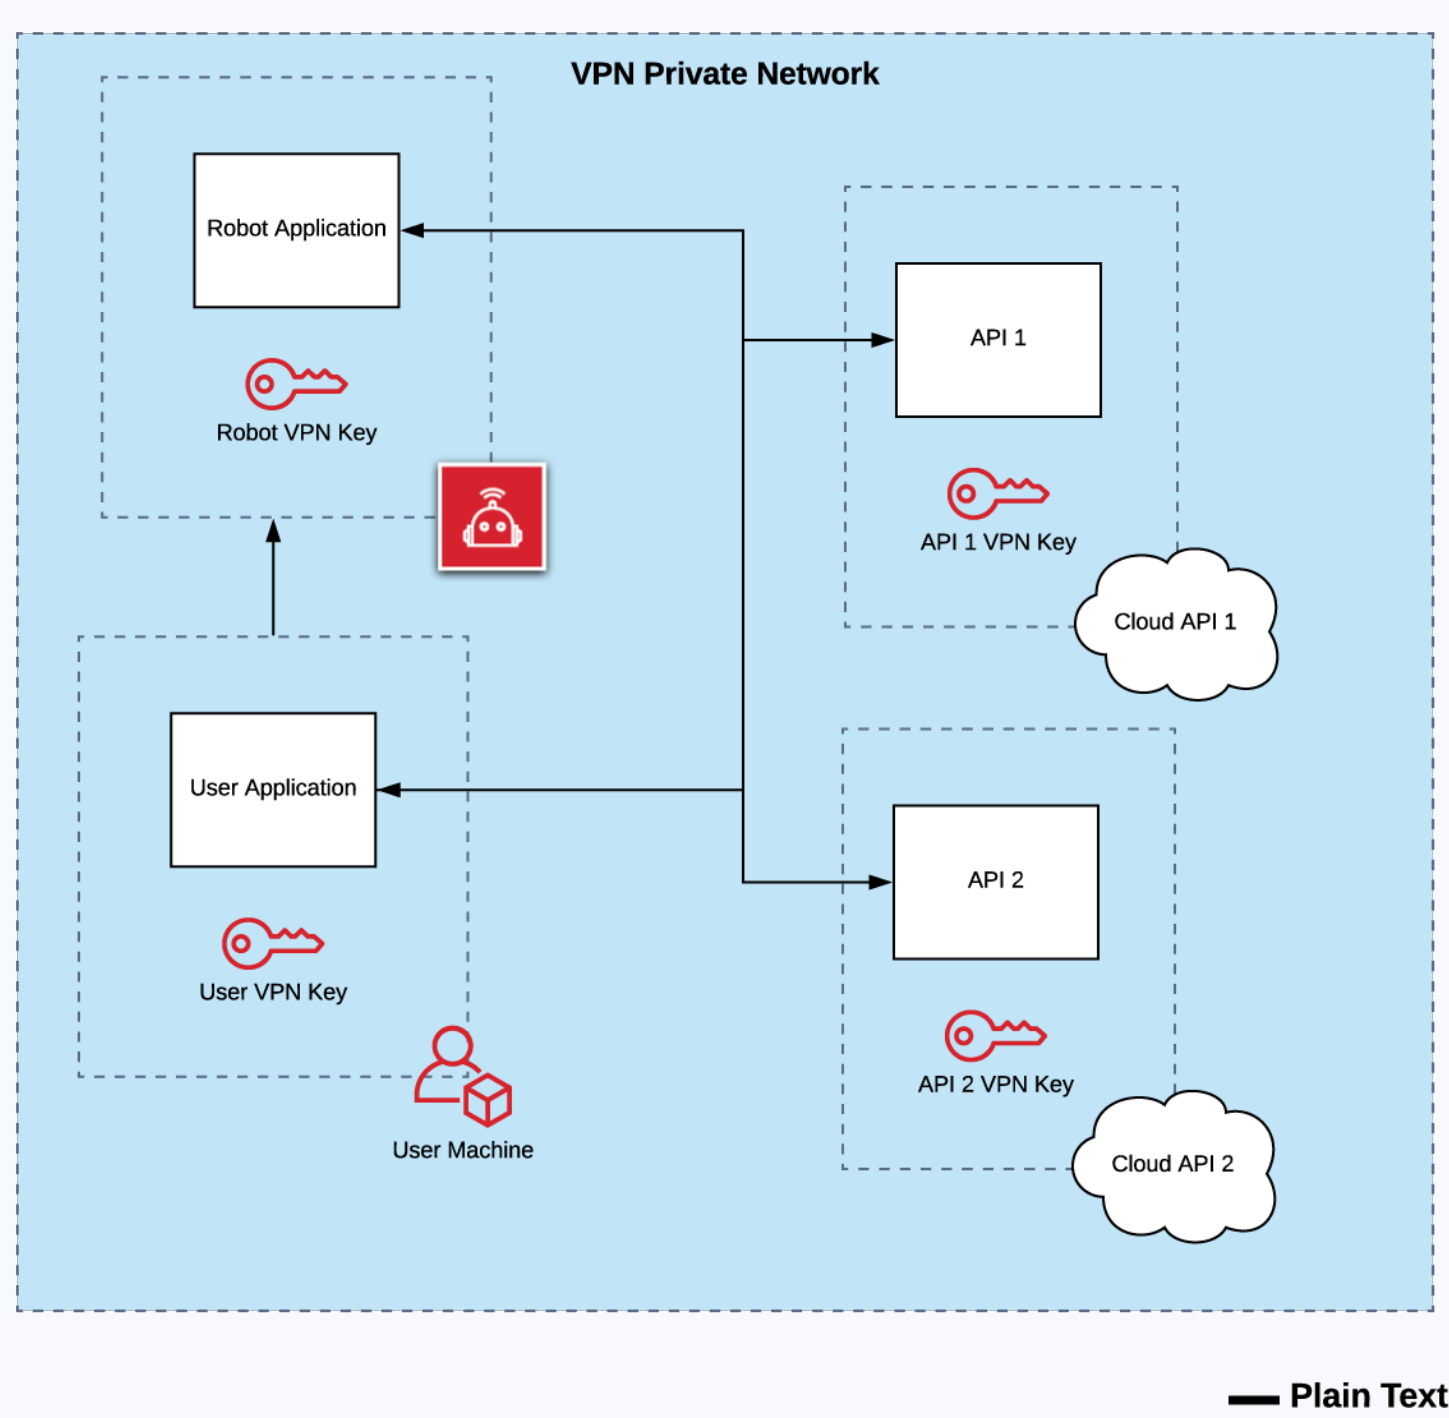 VPN Private Network
Robot Application
Robot VPN Key
API 1
API 1 VPN Key
Cloud API 1
User Application
User VPN Key
User Machine
API 2
API 2 VPN Key
Cloud API 2
Plain Text